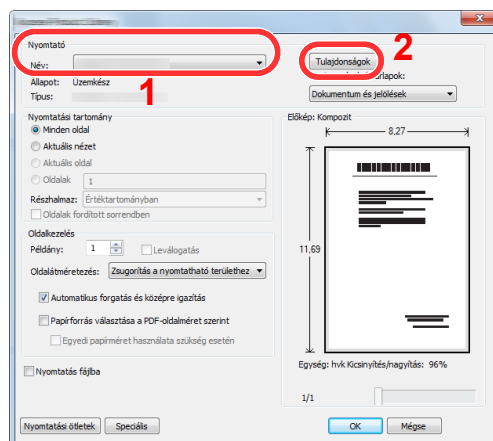 Nyomtató
2
Név:
Tulajdonságok
Állapot: Üzemkész
1
Típus:
Dokumentum és jelölések
Nyomtatási tartomány
Előkép: Kompozit
Minden oldal
8,27
Aktuális nézet
Aktuális oldal
Oldalak 1
Részhalmaz: Értéktartományban
Oldalak fordított sorrendben
Oldalkezelés
Példány: 1 Leválogatás
11,69
Oldalátméretezés: Zsugorítás a nyomtatható területhez
Automatikus forgatás és középre igazítás
Papírforrás választása a PDF-oldalméret szerint
Egyedi papírméret használata szükség esetén
Egység: hvk Kicsinyítés/nagyítás: 96%
Nyomtatás fájlba
1/1
Nyomtatási ötletek Speciális OK Mégse